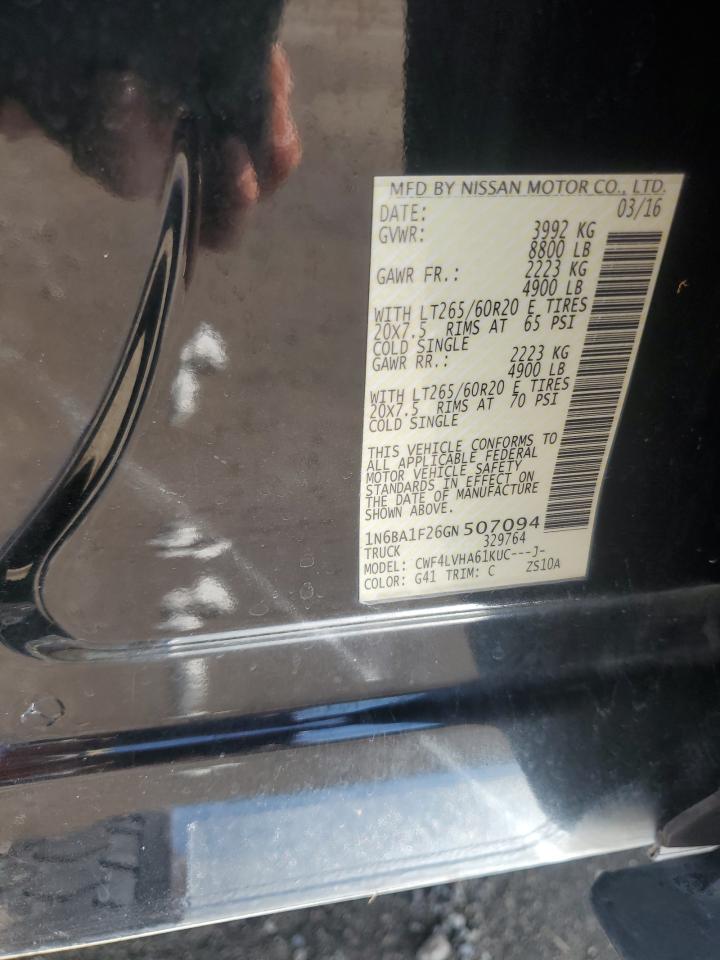 MFD BY NISSAN MOTOR CO., LTD.
DATE: 03/16
GVWR: 3992 KG
8800 LB
GAWR FR.: 2223 KG
4900 LB
WITH LT265/60R20 E TIRES
20X7.5 RIMS AT 65 PSI
COLD SINGLE
GAWR RR.: 2223 KG
4900 LB
WITH LT265/60R20 E TIRES
20X7.5 RIMS AT 70 PSI
COLD SINGLE
THIS VEHICLE CONFORMS TO
ALL APPLICABLE FEDERAL
MOTOR VEHICLE SAFETY
STANDARDS IN EFFECT ON
THE DATE OF MANUFACTURE
SHOWN ABOVE.
1N6BA1F26GN 507094
TRUCK 329764
MODEL: CWF4LVHA61KUC---J-
COLOR: G41 TRIM: C ZS10A